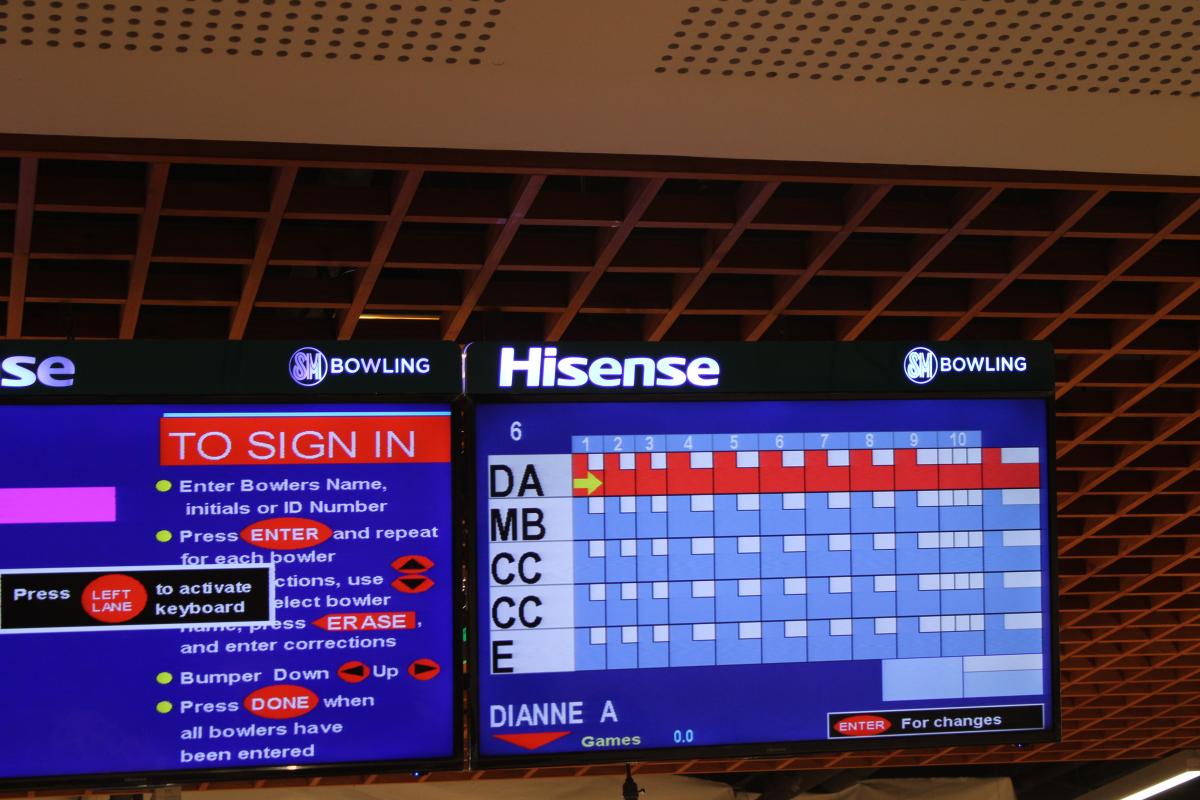 se
SM BOWLING
TO SIGN IN
Enter Bowlers Name,
initials or ID Number
Press ENTER and repeat
for each bowler
ctions, use
elect bowler
name, press ERASE,
and enter corrections
Bumper Down Up
Press DONE when
all bowlers have
been entered
Press LEFT LANE to activate
keyboard
Hisense
SM BOWLING
6
1 2 3 4 5 6 7 8 9 10
DA
MB
CC
CC
E
DIANNE A
Games 0.0
ENTER For changes